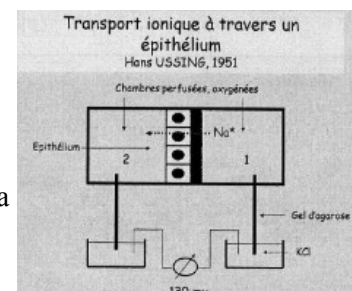 Transport ionique à travers un
épithélium
Hans USSING, 1951
Chambres perfusées, oxygénées
Na+
Epithélium
2
1
a
Gel d'agarose
KCl
130 mv